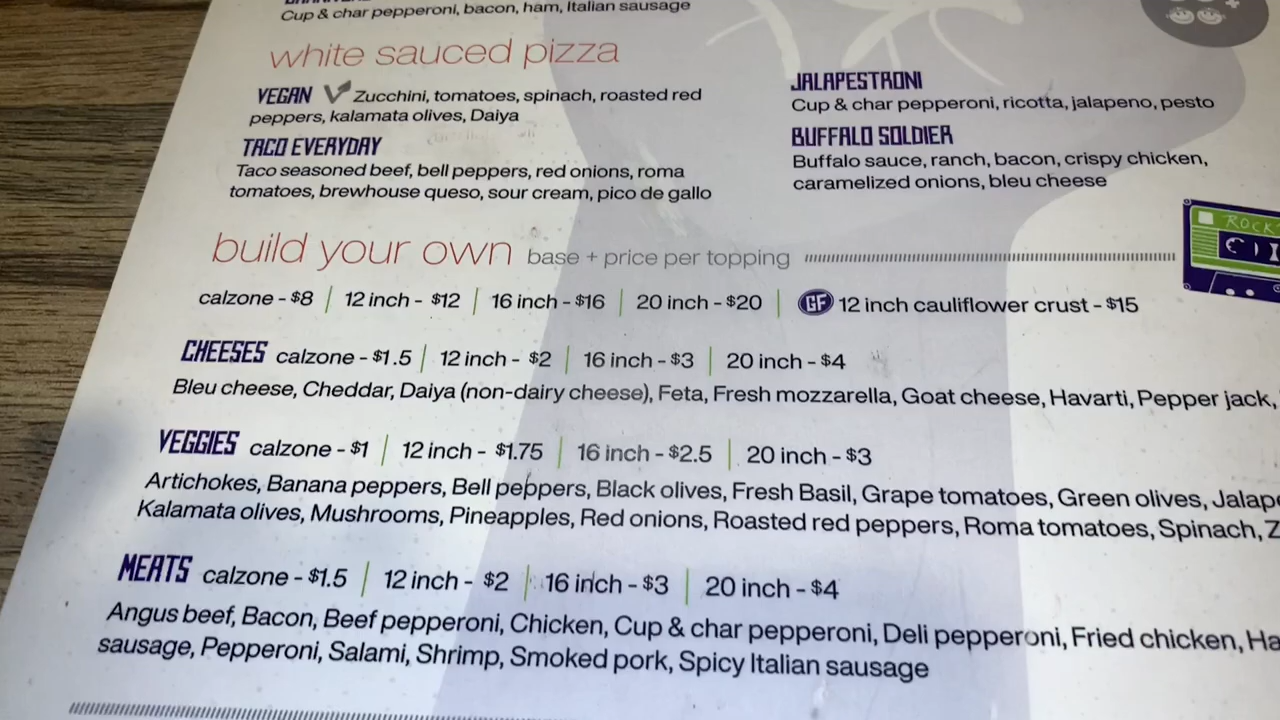 Cup & char pepperoni, bacon, ham, Italian sausage
white sauced pizza
VEGAN Zucchini, tomatoes, spinach, roasted red
peppers, kalamata olives, Daiya
TACO EVERYDAY
Taco seasoned beef, bell peppers, red onions, roma
tomatoes, brewhouse queso, sour cream, pico de gallo
JALAPESTRONI
Cup & char pepperoni, ricotta, jalapeno, pesto
BUFFALO SOLDIER
Buffalo sauce, ranch, bacon, crispy chicken,
caramelized onions, bleu cheese
ROCK
build your own base + price per topping
calzone - $8 | 12 inch - $12 | 16 inch - $16 | 20 inch - $20 | GF 12 inch cauliflower crust - $15
CHEESES calzone - $1.5 | 12 inch - $2 | 16 inch - $3 | 20 inch - $4
Bleu cheese, Cheddar, Daiya (non-dairy cheese), Feta, Fresh mozzarella, Goat cheese, Havarti, Pepper jack,
VEGGIES calzone - $1 | 12 inch - $1.75 | 16 inch - $2.5 | 20 inch - $3
Artichokes, Banana peppers, Bell peppers, Black olives, Fresh Basil, Grape tomatoes, Green olives, Jalap
Kalamata olives, Mushrooms, Pineapples, Red onions, Roasted red peppers, Roma tomatoes, Spinach, Z
MEATS calzone - $1.5 | 12 inch - $2 | 16 inch - $3 | 20 inch - $4
Angus beef, Bacon, Beef pepperoni, Chicken, Cup & char pepperoni, Deli pepperoni, Fried chicken, Ha
sausage, Pepperoni, Salami, Shrimp, Smoked pork, Spicy Italian sausage